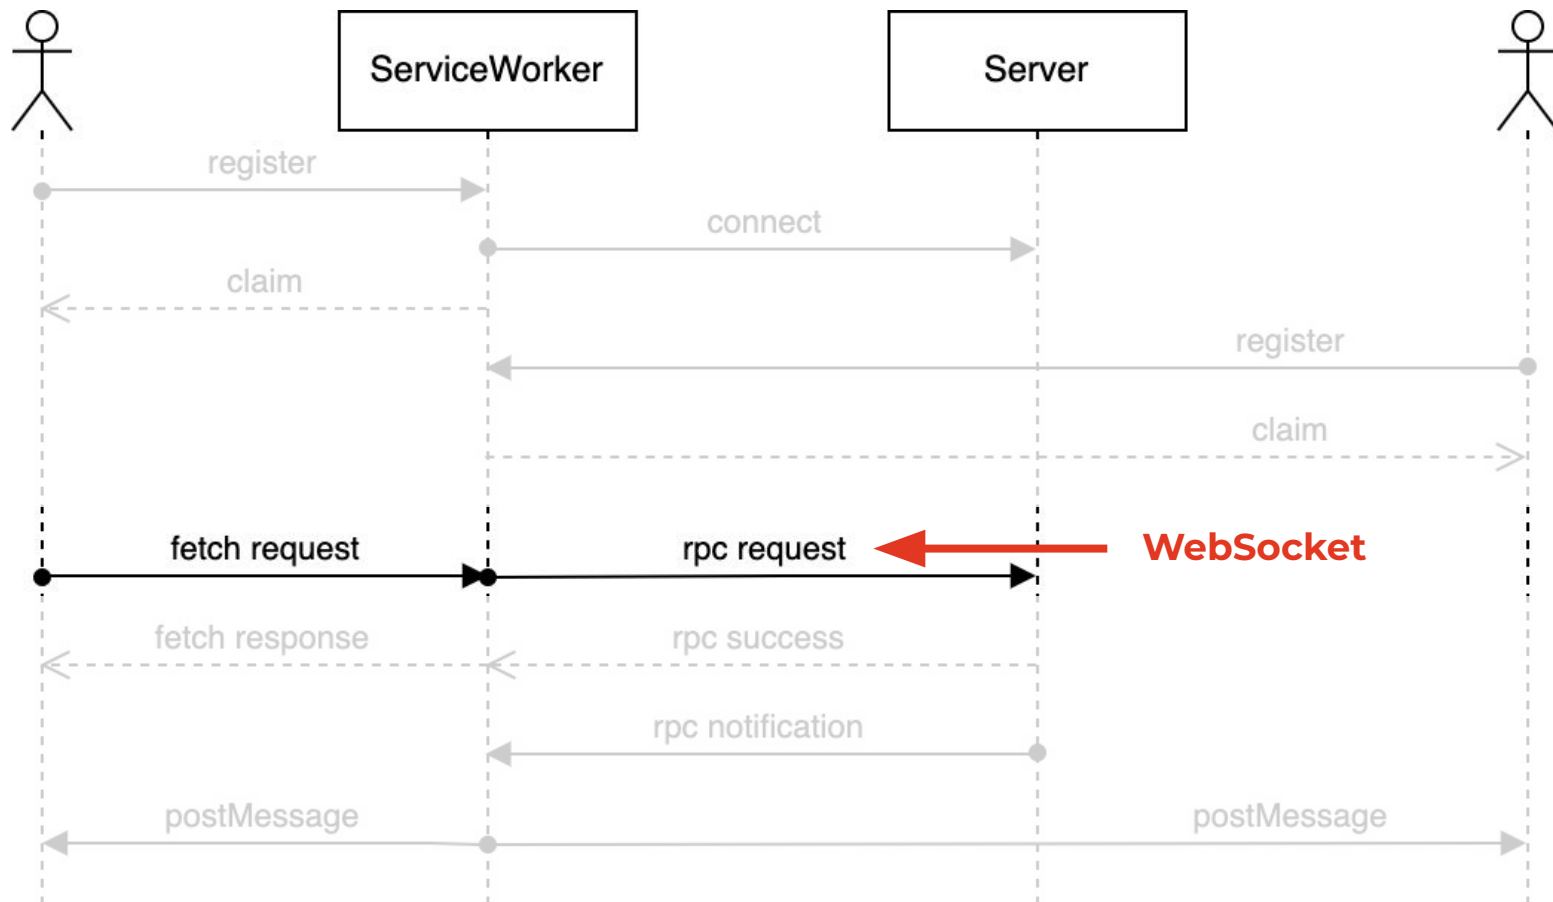 ServiceWorker
Server
register
connect
claim
register
claim
fetch request
rpc request
WebSocket
fetch response
rpc success
rpc notification
postMessage
postMessage